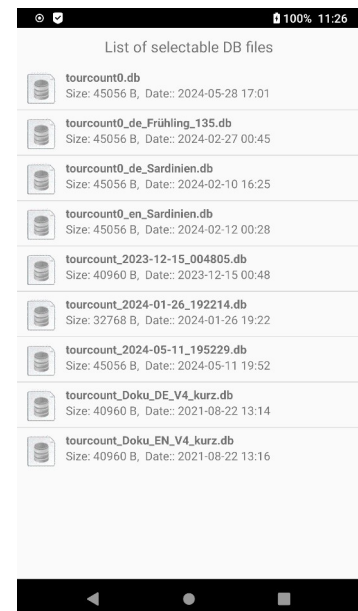 100% 11:26
List of selectable DB files
tourcount0.db
Size: 45056 B, Date:: 2024-05-28 17:01
tourcount0_de_Frühling_135.db
Size: 45056 B, Date:: 2024-02-27 00:45
tourcount0_de_Sardinien.db
Size: 45056 B, Date:: 2024-02-10 16:25
tourcount0_en_Sardinien.db
Size: 45056 B, Date:: 2024-02-12 00:28
tourcount_2023-12-15_004805.db
Size: 40960 B, Date:: 2023-12-15 00:48
tourcount_2024-01-26_192214.db
Size: 32768 B, Date:: 2024-01-26 19:22
tourcount_2024-05-11_195229.db
Size: 45056 B, Date:: 2024-05-11 19:52
tourcount_Doku_DE_V4_kurz.db
Size: 40960 B, Date:: 2021-08-22 13:14
tourcount_Doku_EN_V4_kurz.db
Size: 40960 B, Date:: 2021-08-22 13:16